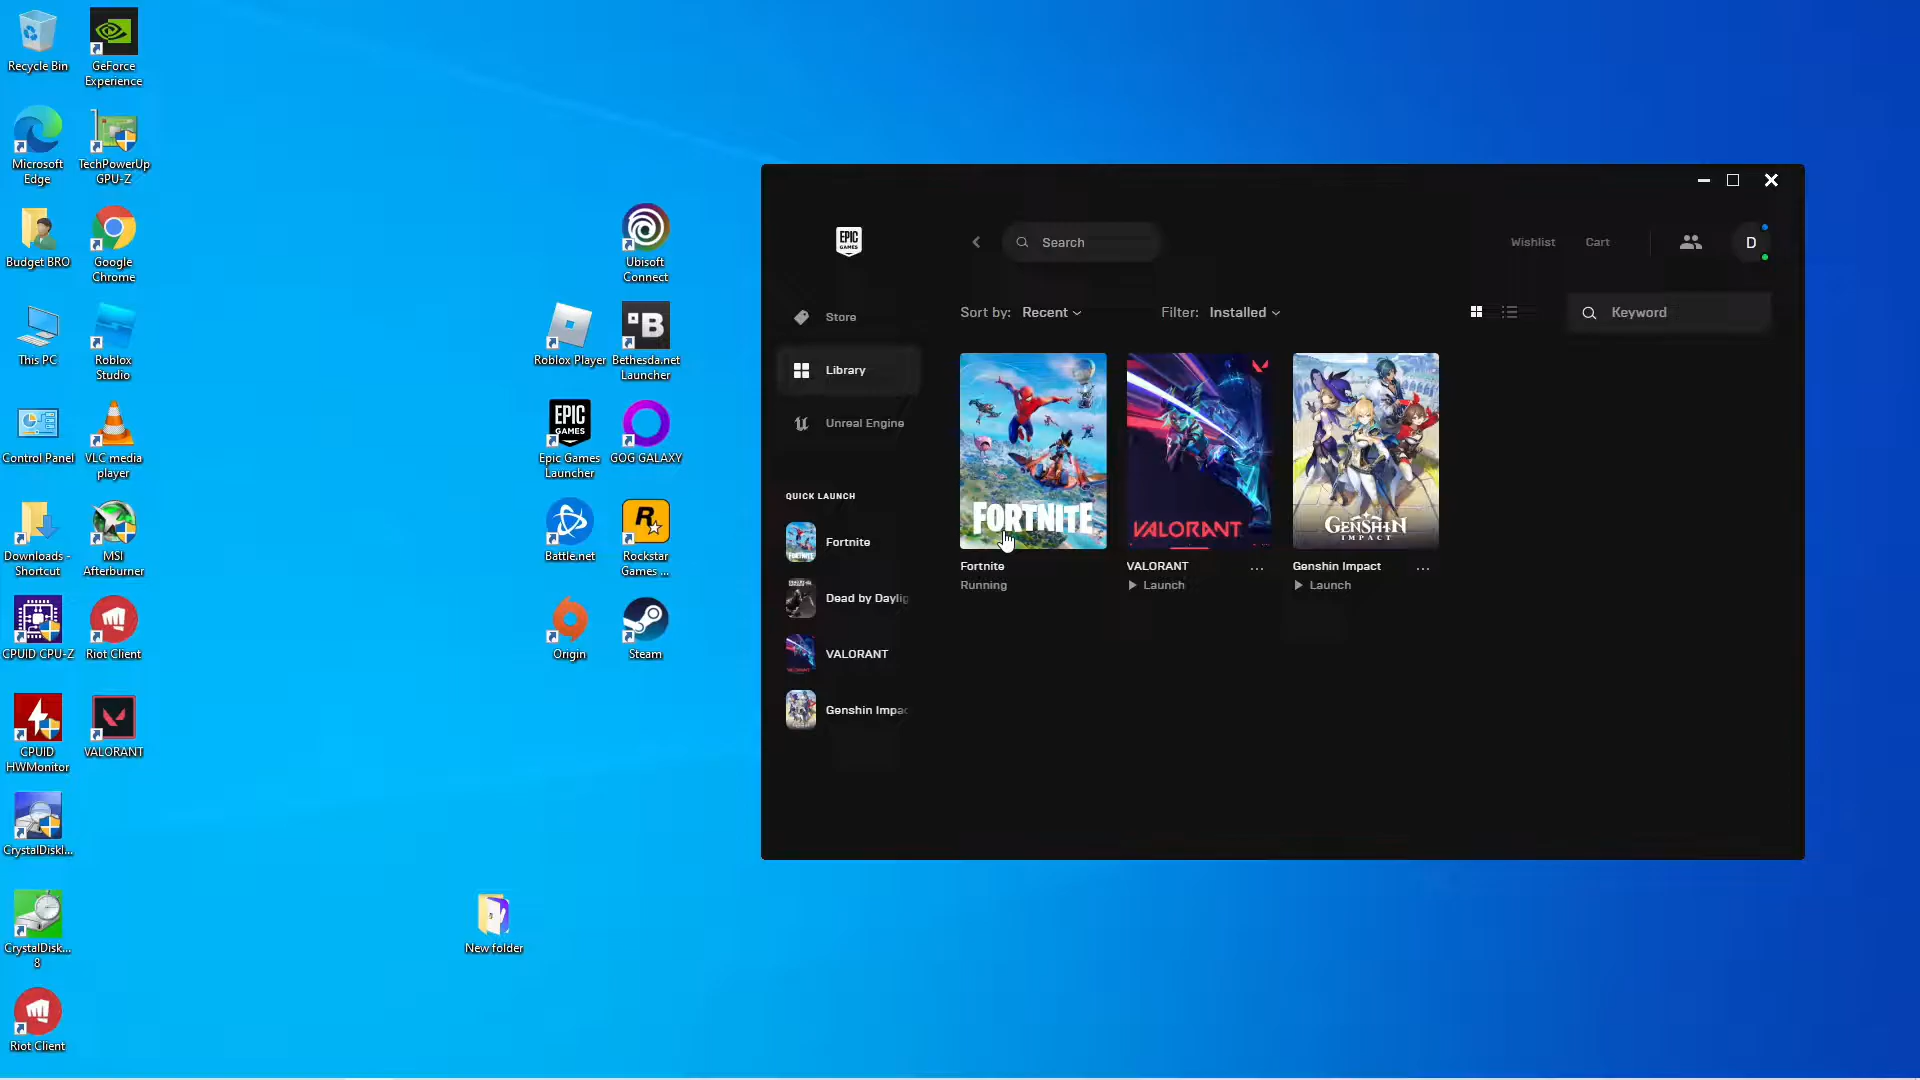 Recycle Bin
GeForce
Experience
Microsoft
Edge
TechPowerUp
GPU-Z
Budget BRO
Google
Chrome
This PC
Roblox
Studio
Control Panel
VLC media
player
Downloads -
Shortcut
MSI
Afterburner
CPUID CPU-Z
Riot Client
CPUID
HWMonitor
VALORANT
CrystalDiskI...
CrystalDisk...
8
Riot Client
Ubisoft
Connect
Roblox Player
B
Bethesda.net
Launcher
EPIC
GAMES
Epic Games
Launcher
GOG GALAXY
Battle.net
R
Rockstar
Games ...
Origin
Steam
New folder
EPIC
GAMES
Search
Wishlist
Cart
D
Store
Library
Unreal Engine
QUICK LAUNCH
Fortnite
Dead by Daylig
VALORANT
Genshin Impac
Sort by: Recent
Filter: Installed
Keyword
FORTNITE
Fortnite
Running
VALORANT
VALORANT
...
Launch
GENSHIN
IMPACT
Genshin Impact
...
Launch